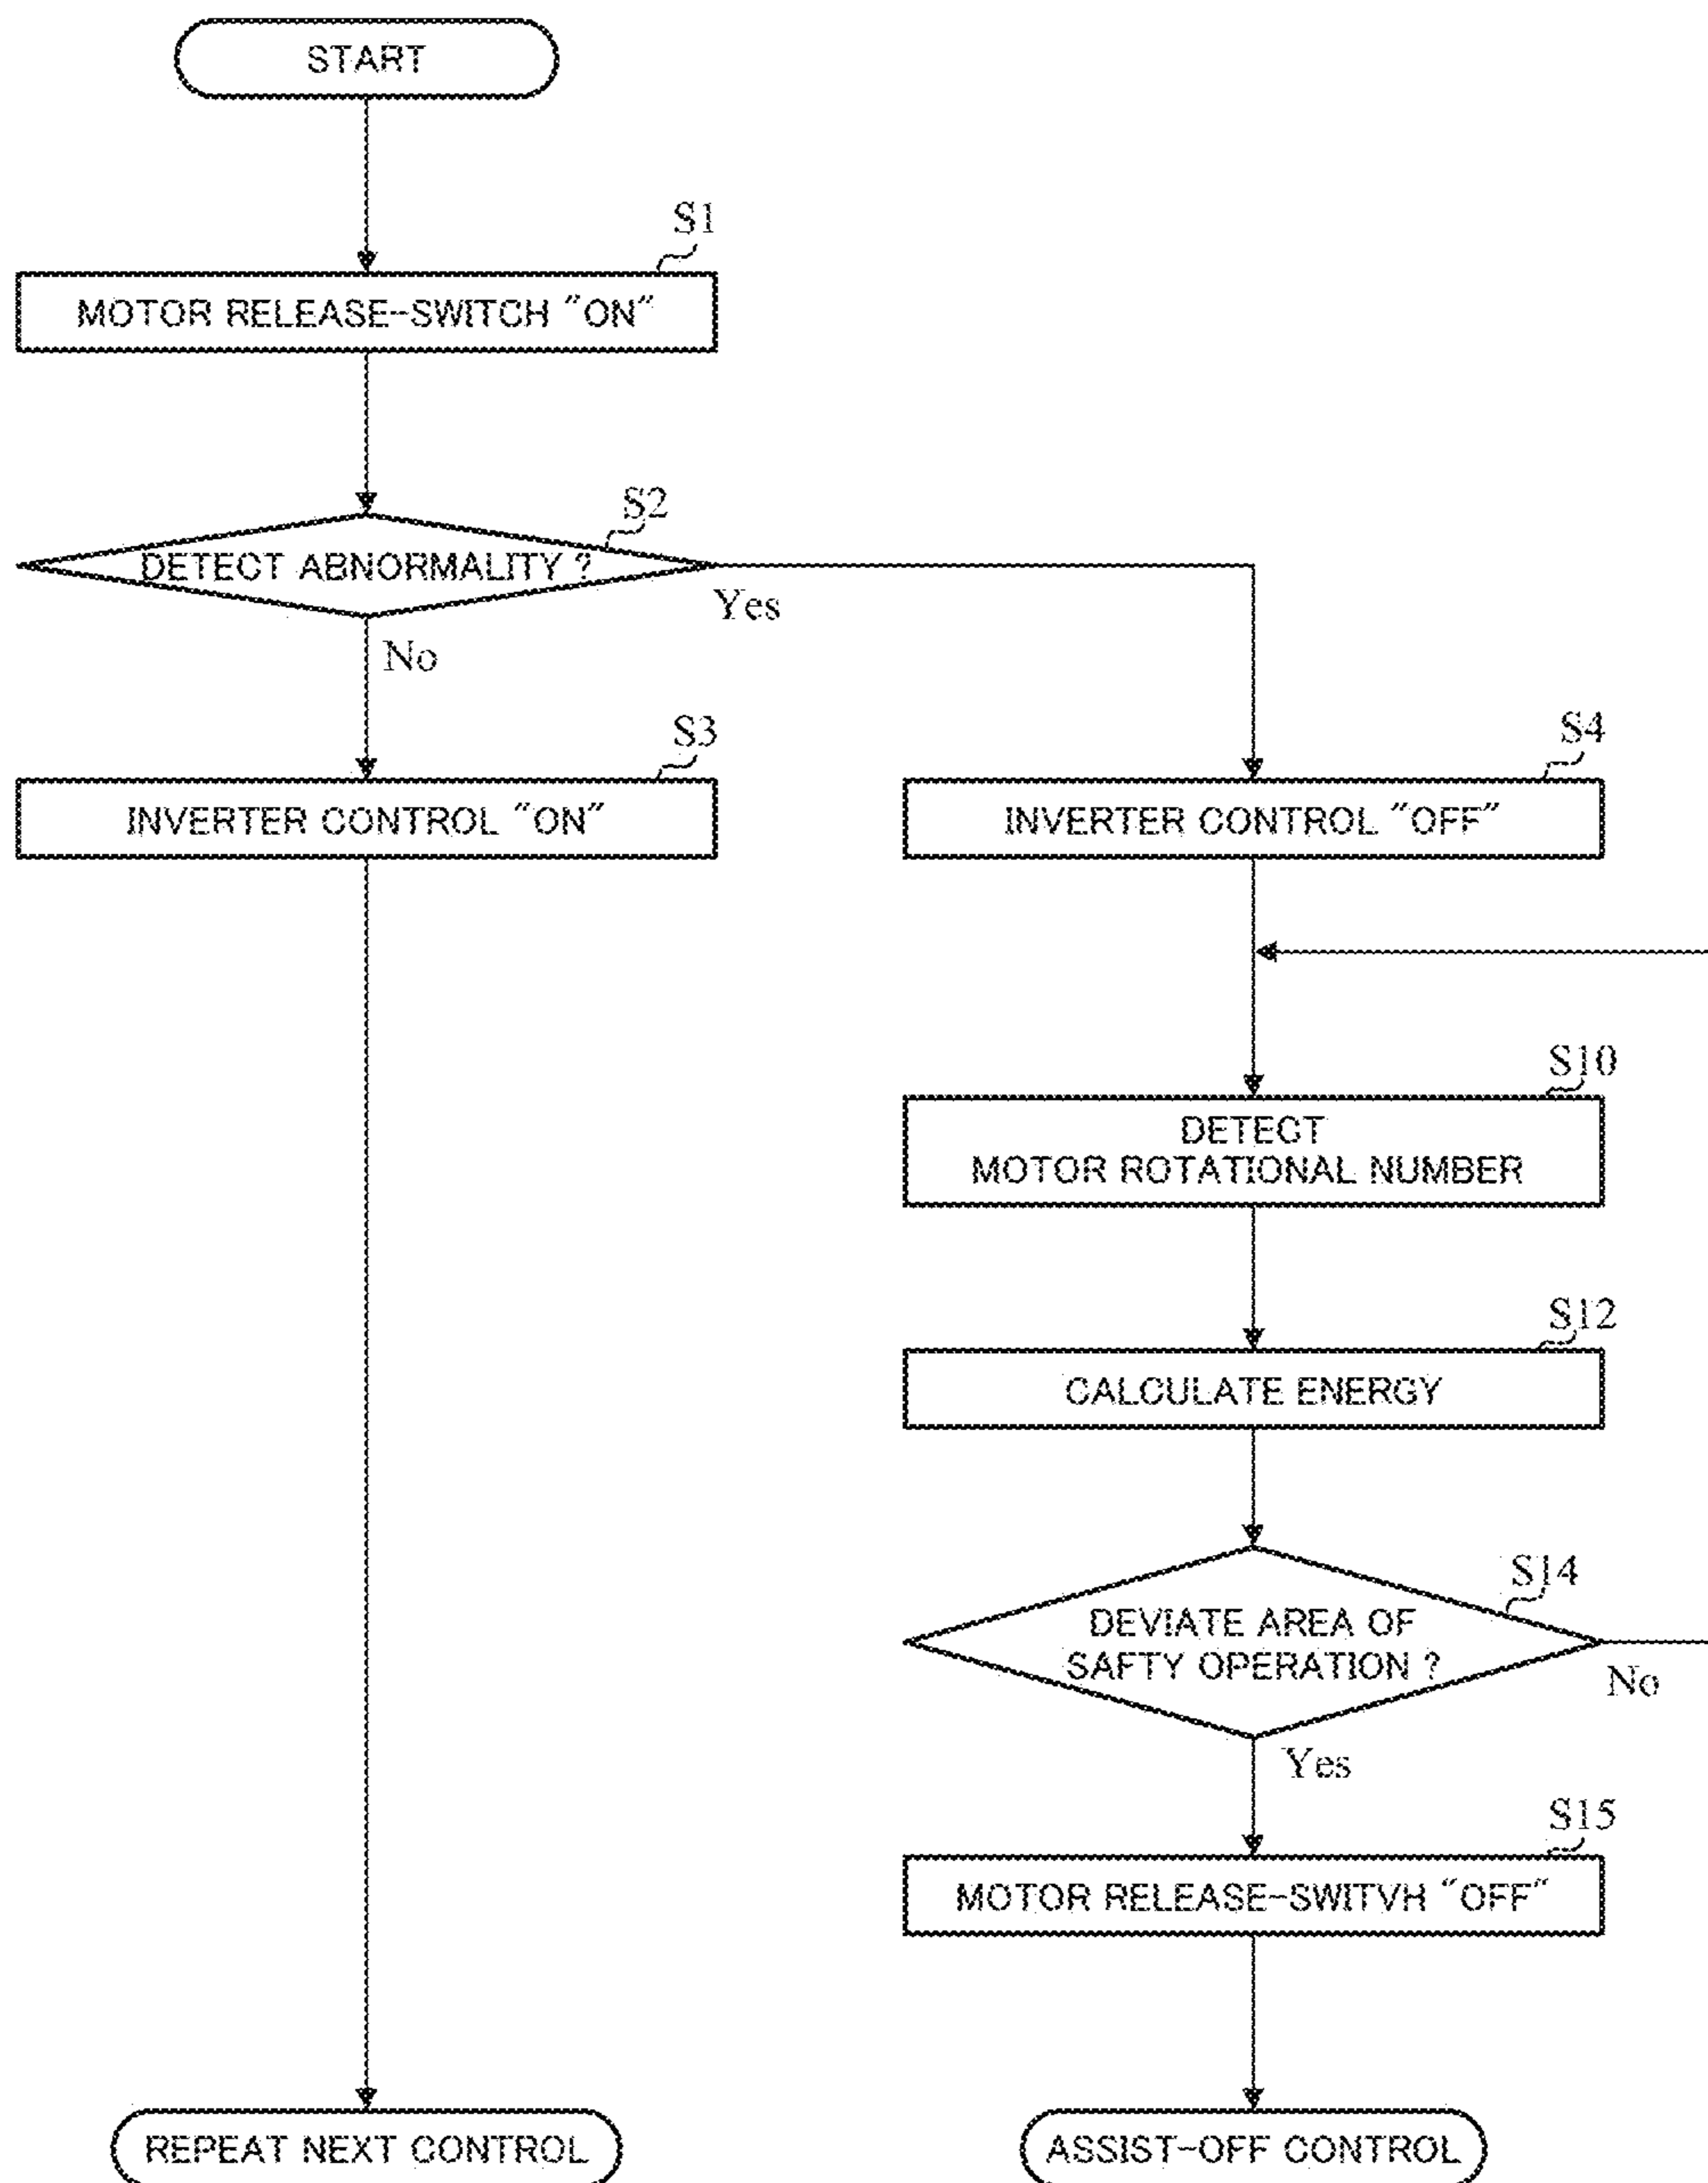 START
S1
MOTOR RELEASE-SWITCH "ON"
S2
DETECT ABNORMALITY ?
Yes
No
S3
INVERTER CONTROL "ON"
S4
INVERTER CONTROL "OFF"
S10
DETECT
MOTOR ROTATIONAL NUMBER
S12
CALCULATE ENERGY
S14
DEVIATE AREA OF
SAFTY OPERATION ?
No
Yes
S15
MOTOR RELEASE-SWITVH "OFF"
REPEAT NEXT CONTROL
ASSIST-OFF CONTROL